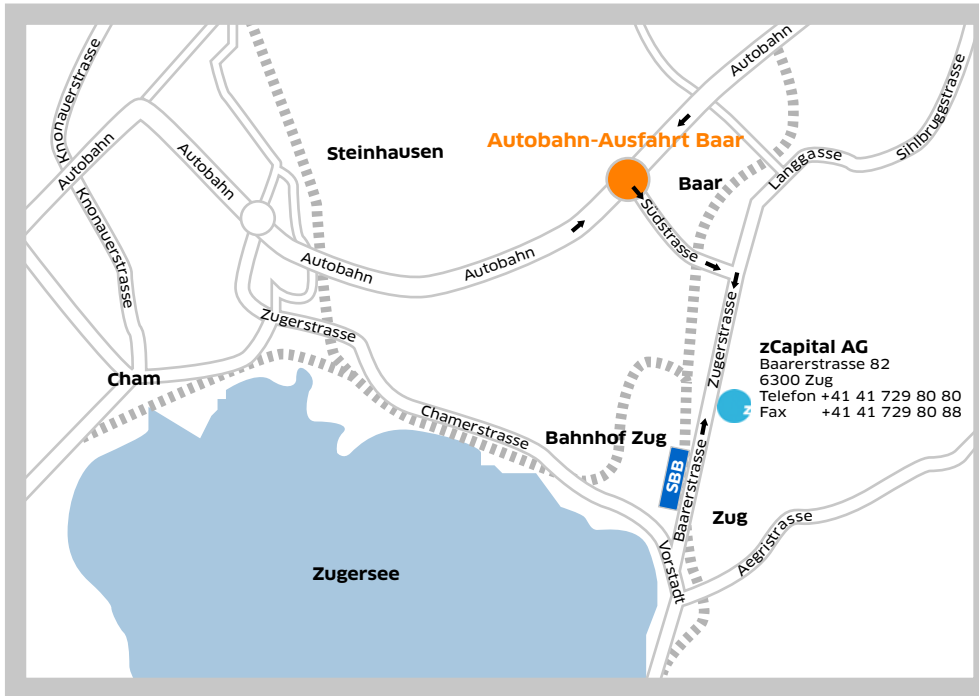 Knonauerstrasse
Autobahn
Autobahn
Steinhausen
Autobahn-Ausfahrt Baar
Autobahn
Sihlbruggstrasse
Langgasse
Baar
Südstrasse
Knonauerstrasse
Autobahn
Autobahn
Zugerstrasse
Zugerstrasse
zCapital AG
Baarerstrasse 82
6300 Zug
Telefon +41 41 729 80 80
Fax +41 41 729 80 88
z
Cham
Chamerstrasse
Bahnhof Zug
SBB
Baarerstrasse
Zug
Aegristrasse
Vorstadt
Zugersee